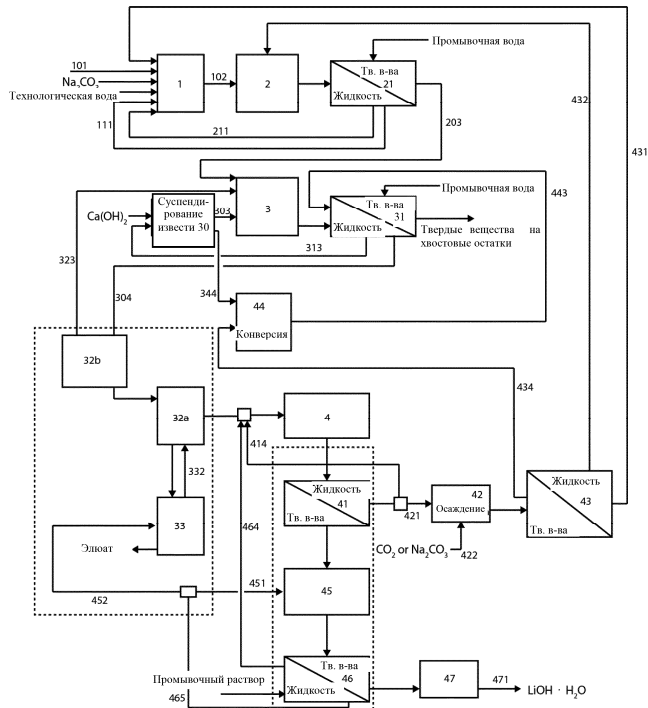 101
Na₂CO₃
Технологическая вода
111
1
102
2
211
Промывочная вода
Тв. в-ва
21
Жидкость
203
432
431
Ca(OH)₂
Суспенди-
рование
извести 30
303
3
313
323
304
344
Промывочная вода
Тв. в-ва
31
Жидкость
Твердые вещества на
хвостовые остатки
443
44
Конверсия
434
32b
32a
332
33
Элюат
452
414
464
451
4
Жидкость
41
Тв. в-ва
421
42
Осаждение
CO₂ or Na₂CO₃
422
Жидкость
43
Тв. в-ва
45
Тв. в-ва
46
Жидкость
Промывочный раствор
465
47
471
LiOH · H₂O